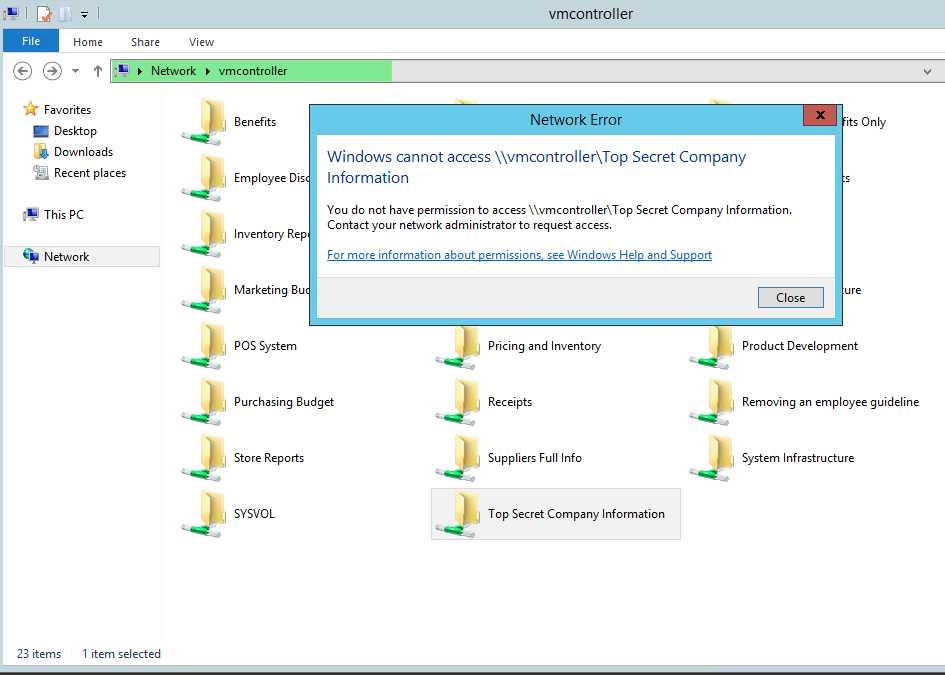 vmcontroller
File Home Share View
Network vmcontroller
Favorites
Desktop
Downloads
Recent places
This PC
Network
Benefits
Employee Disc
Inventory Repo
Marketing Bud
POS System
Purchasing Budget
Store Reports
SYSVOL
Network Error
x
Windows cannot access \\vmcontroller\Top Secret Company
Information
You do not have permission to access \\vmcontroller\Top Secret Company Information.
Contact your network administrator to request access.
For more information about permissions, see Windows Help and Support
Close
fits Only
ts
ure
Pricing and Inventory
Receipts
Suppliers Full Info
Top Secret Company Information
Product Development
Removing an employee guideline
System Infrastructure
23 items 1 item selected